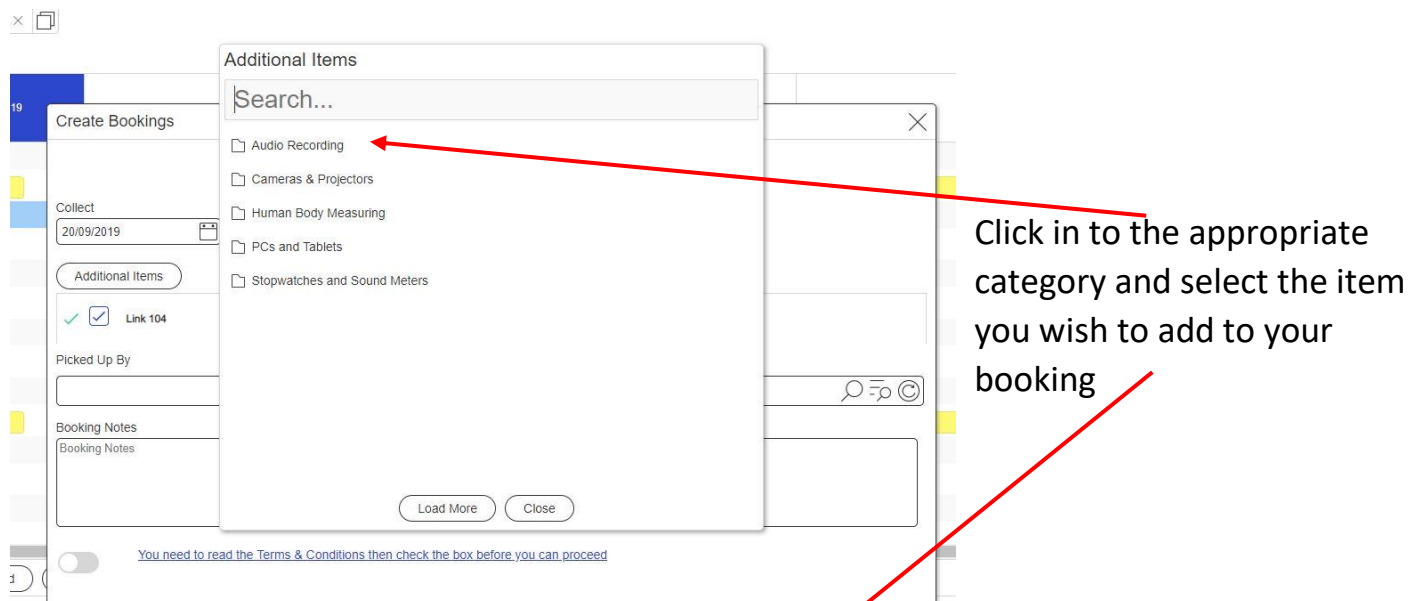 Additional Items
Search...
19
Create Bookings
Audio Recording
Cameras & Projectors
Human Body Measuring
PCs and Tablets
Stopwatches and Sound Meters
Collect
20/09/2019
Additional Items
Link 104
Picked Up By
Booking Notes
Booking Notes
Load More
Close
You need to read the Terms & Conditions then check the box before you can proceed
Click in to the appropriate
category and select the item
you wish to add to your
booking